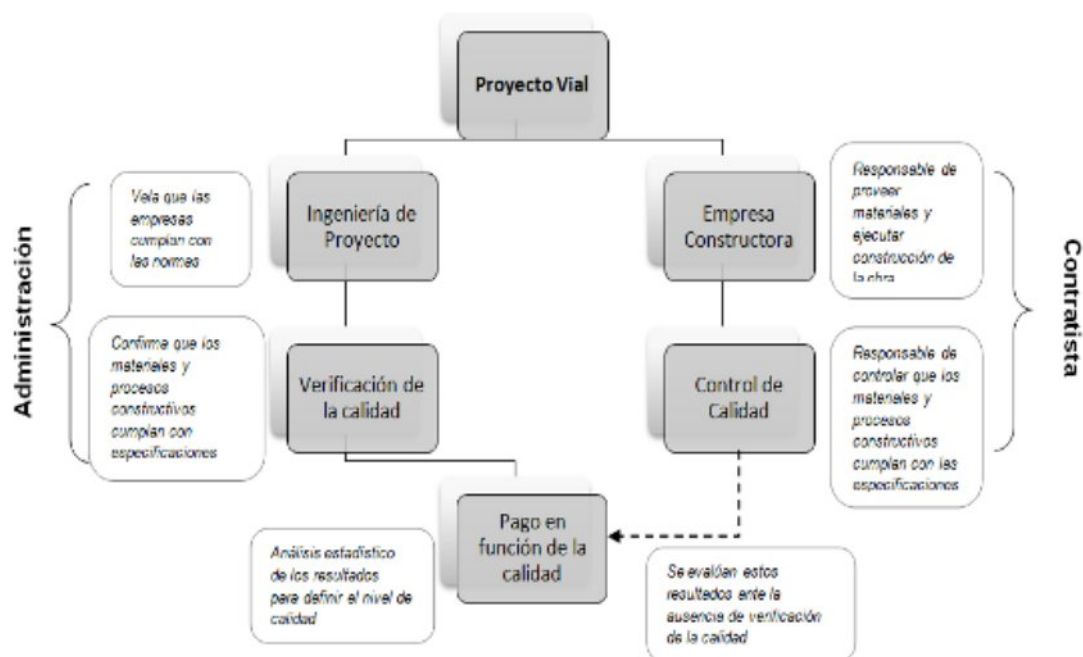 Proyecto Vial
Administración
Vela que las
empresas
cumplan con
las normas
Ingeniería de
Proyecto
Empresa
Constructora
Responsable de
proveer
materiales y
ejecutar
construcción de
la obra
Contratista
Confirma que los
materiales y
procesos
constructivos
cumplan con
especificaciones
Verificación de
la calidad
Control de
Calidad
Responsable de
controlar que los
materiales y
procesos
constructivos
cumplan con las
especificaciones
Análisis estadístico
de los resultados
para definir el nivel de
calidad
Pago en
función de la
calidad
Se evalúan estos
resultados ante la
ausencia de verificación
de la calidad